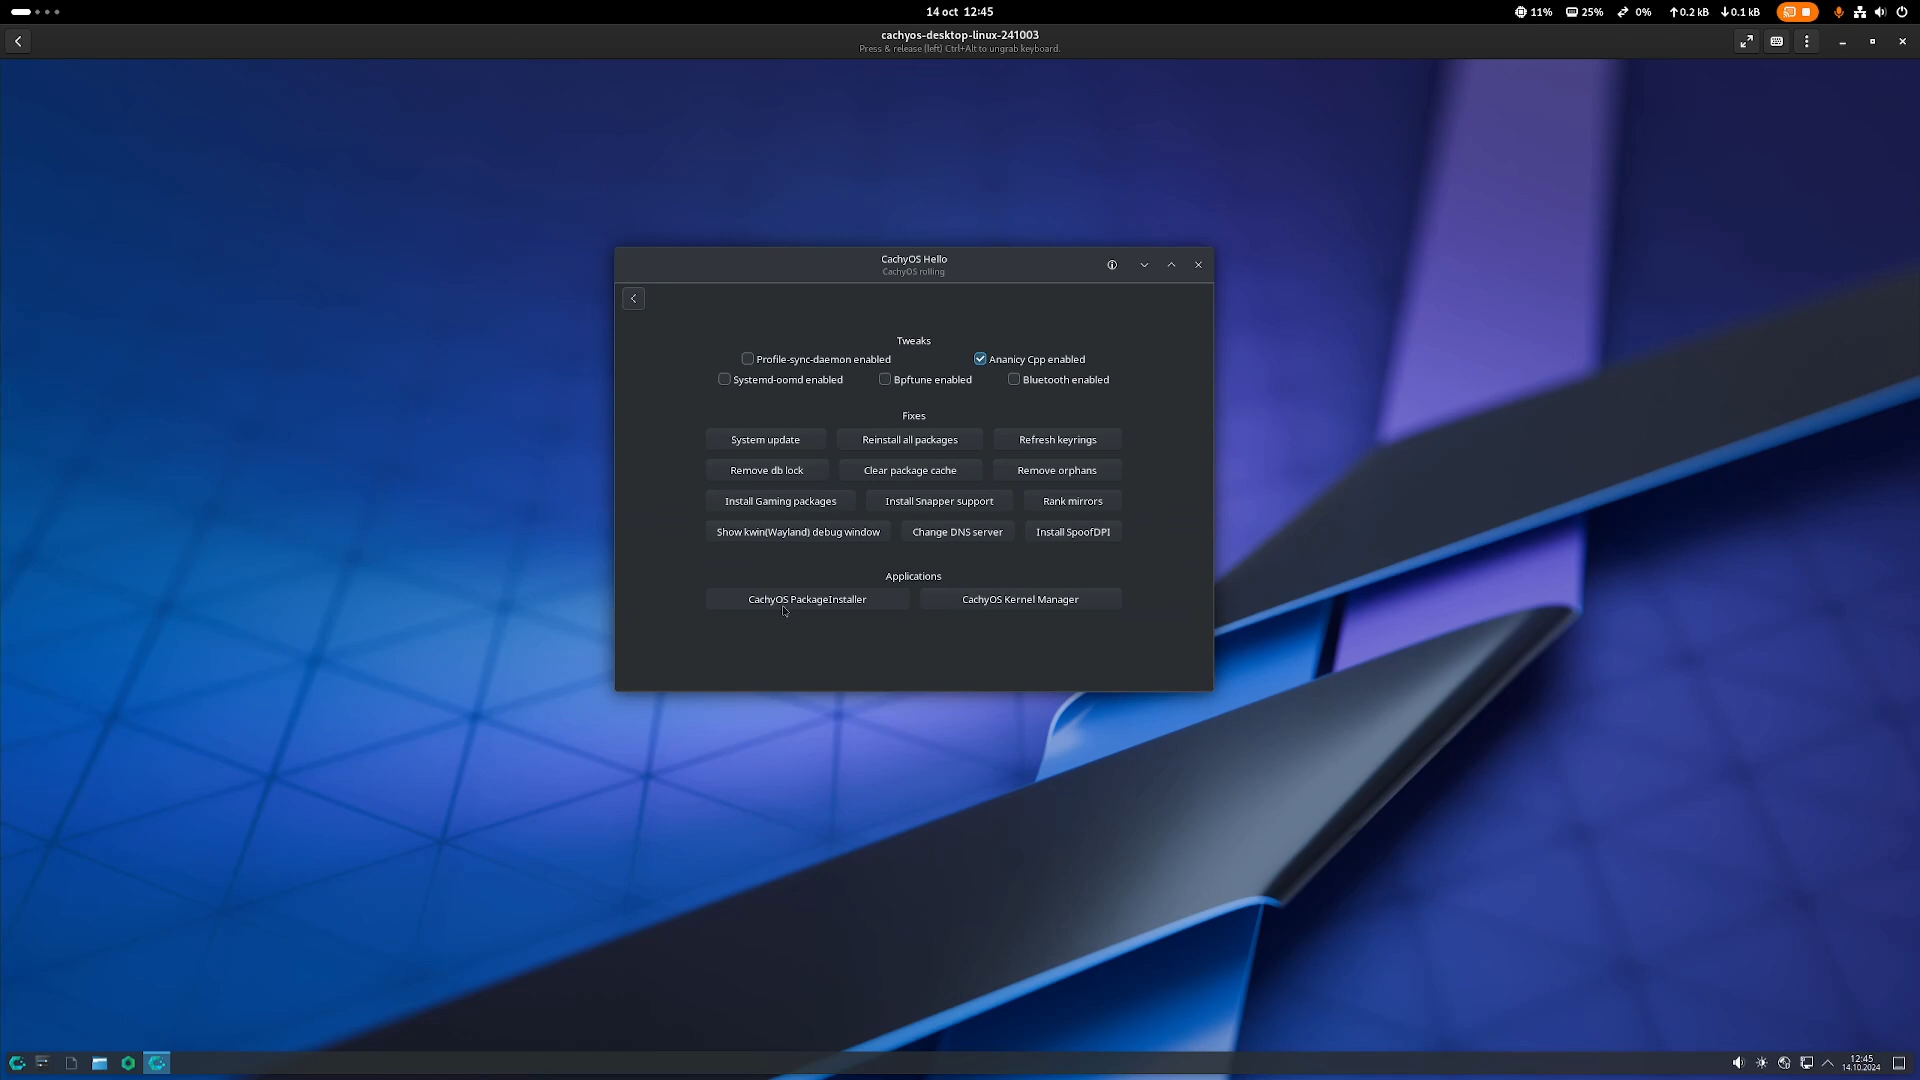 14 oct 12:45
11% 25% 0% 0.2 kB 0.1 kB
cachyos-desktop-linux-241003
Press & release (left) Ctrl+Alt to ungrab keyboard.
CachyOS Hello
CachyOS rolling
Tweaks
Profile-sync-daemon enabled Ananicy Cpp enabled
Systemd-oomd enabled Bpftune enabled Bluetooth enabled
Fixes
System update Reinstall all packages Refresh keyrings
Remove db lock Clear package cache Remove orphans
Install Gaming packages Install Snapper support Rank mirrors
Show kwin(Wayland) debug window Change DNS server Install SpoofDPI
Applications
CachyOS PackageInstaller CachyOS Kernel Manager
12:45
14.10.2024